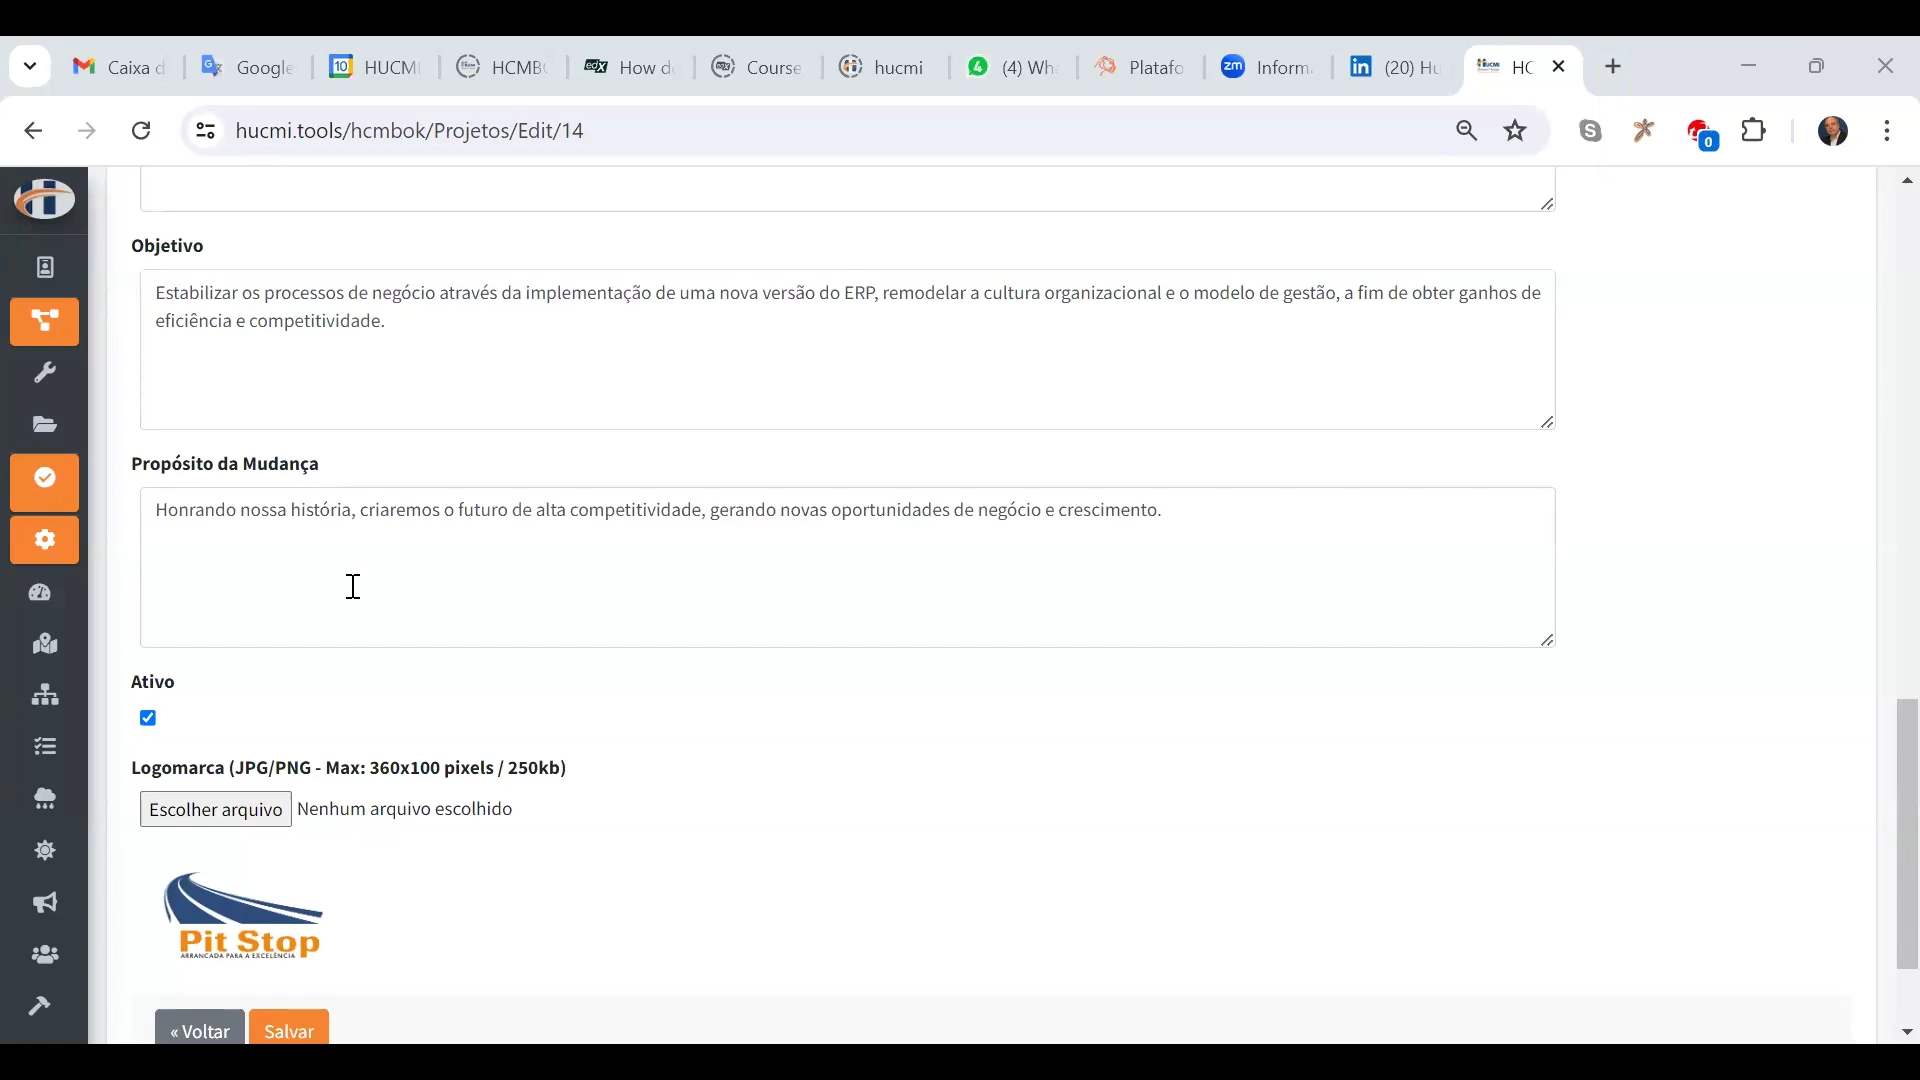 Caixa d
Google
HUCMI
HCMB
How d
Course
hucmi
(4) Wh
Platafo
Inform
(20) Hu
HC
hucmi.tools/hcmbok/Projetos/Edit/14
Objetivo
Estabilizar os processos de negócio através da implementação de uma nova versão do ERP, remodelar a cultura organizacional e o modelo de gestão, a fim de obter ganhos de
eficiência e competitividade.
Propósito da Mudança
Honrando nossa história, criaremos o futuro de alta competitividade, gerando novas oportunidades de negócio e crescimento.
Ativo
Logomarca (JPG/PNG - Max: 360x100 pixels / 250kb)
Escolher arquivo Nenhum arquivo escolhido
Pit Stop
ARRANCADA PARA A EXCELÊNCIA
« Voltar Salvar